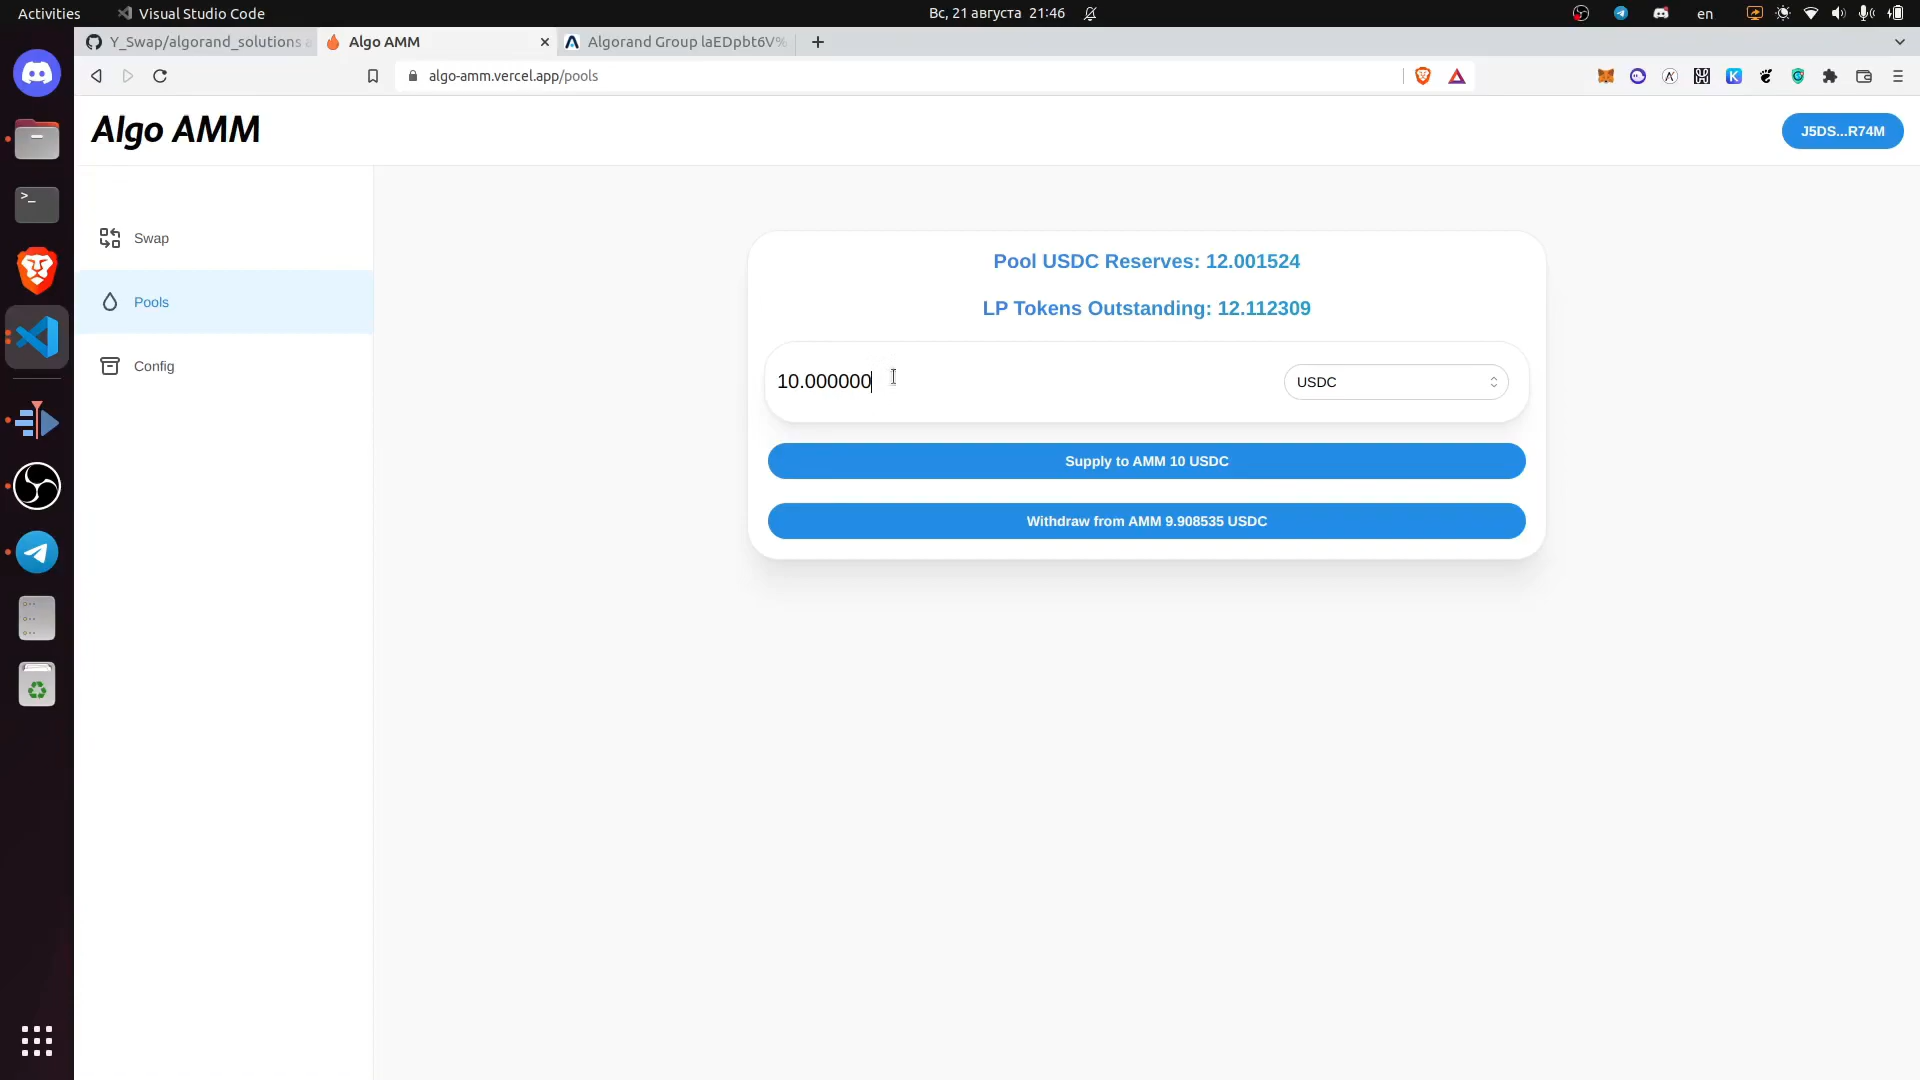 Activities
Visual Studio Code
Вс, 21 августа 21:46
en
Y_Swap/algorand_solutions
Algo AMM
Algorand Group laEDpbt6V%
algo-amm.vercel.app/pools
Algo AMM
J5DS...R74M
Swap
Pools
Config
Pool USDC Reserves: 12.001524
LP Tokens Outstanding: 12.112309
10.000000
USDC
Supply to AMM 10 USDC
Withdraw from AMM 9.908535 USDC